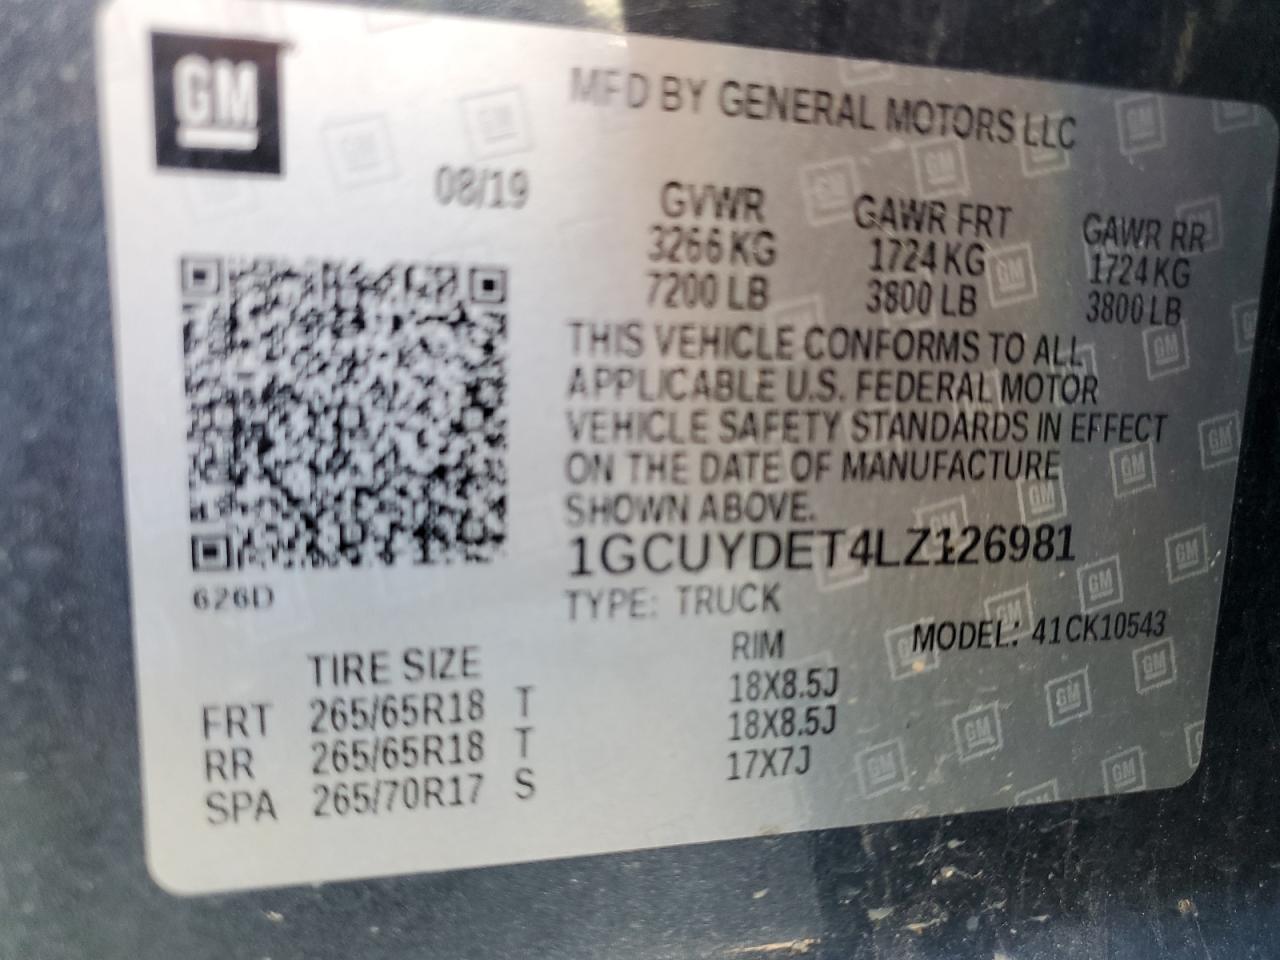 GM
MFD BY GENERAL MOTORS LLC
08/19
GVWR GAWR FRT GAWR RR
3266 KG 1724 KG 1724 KG
7200 LB 3800 LB 3800 LB
THIS VEHICLE CONFORMS TO ALL
APPLICABLE U.S. FEDERAL MOTOR
VEHICLE SAFETY STANDARDS IN EFFECT
ON THE DATE OF MANUFACTURE
SHOWN ABOVE.
1GCUYDET4LZ126981
626D
TYPE: TRUCK
MODEL: 41CK10543
TIRE SIZE RIM
FRT 265/65R18 T 18X8.5J
RR 265/65R18 T 18X8.5J
SPA 265/70R17 S 17X7J